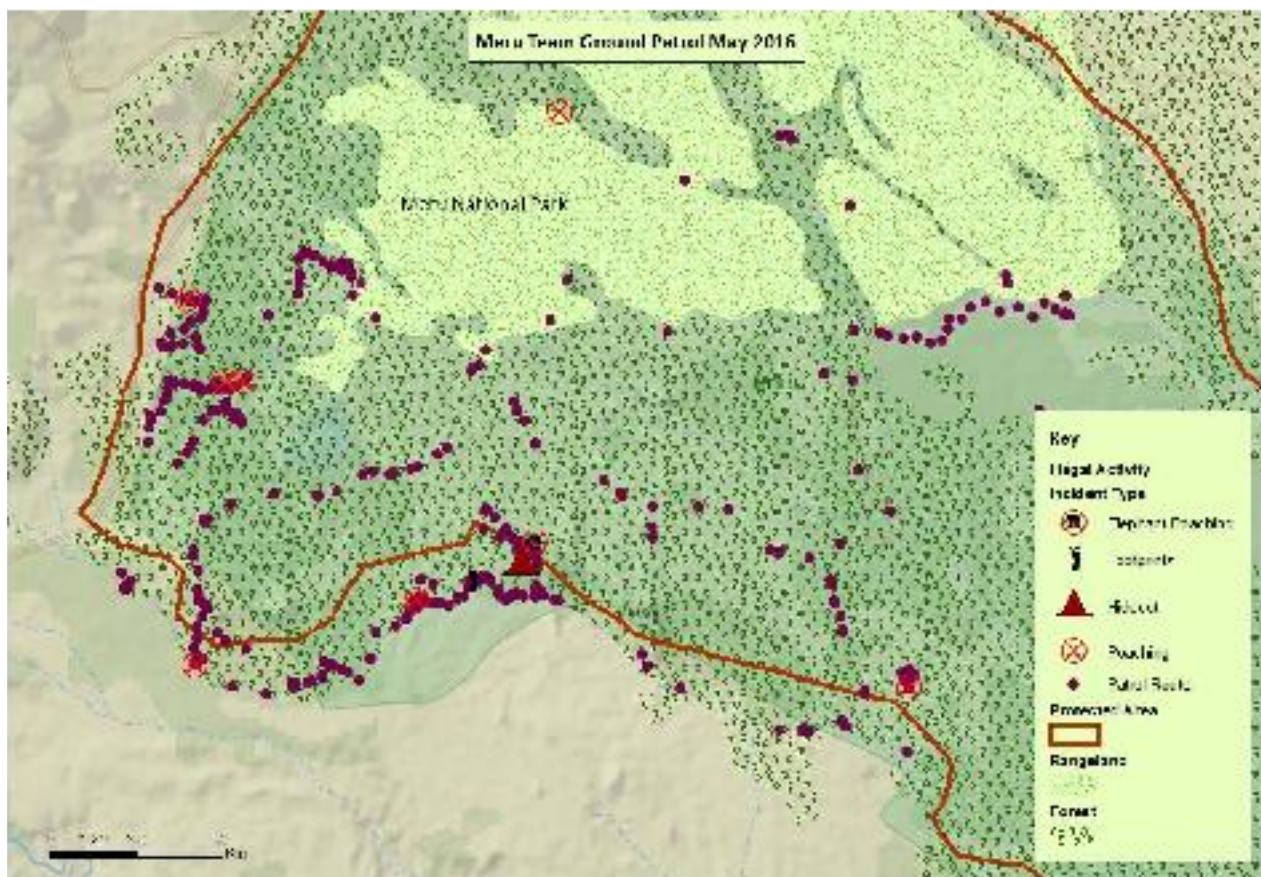 Meru Team Ground Patrol May 2016
Meru National Park
Key
Illegal Activity
Incident Type
Elephant Poaching
Footprints
Hideout
Poaching
Patrol Route
Protected Area
Rangeland
Forest
Km